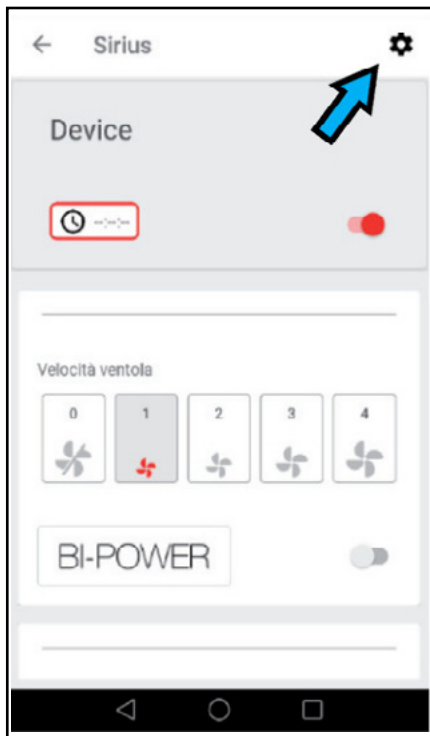 Sirius
Device
--:--:--
Velocità ventola
0 1 2 3 4
BI-POWER